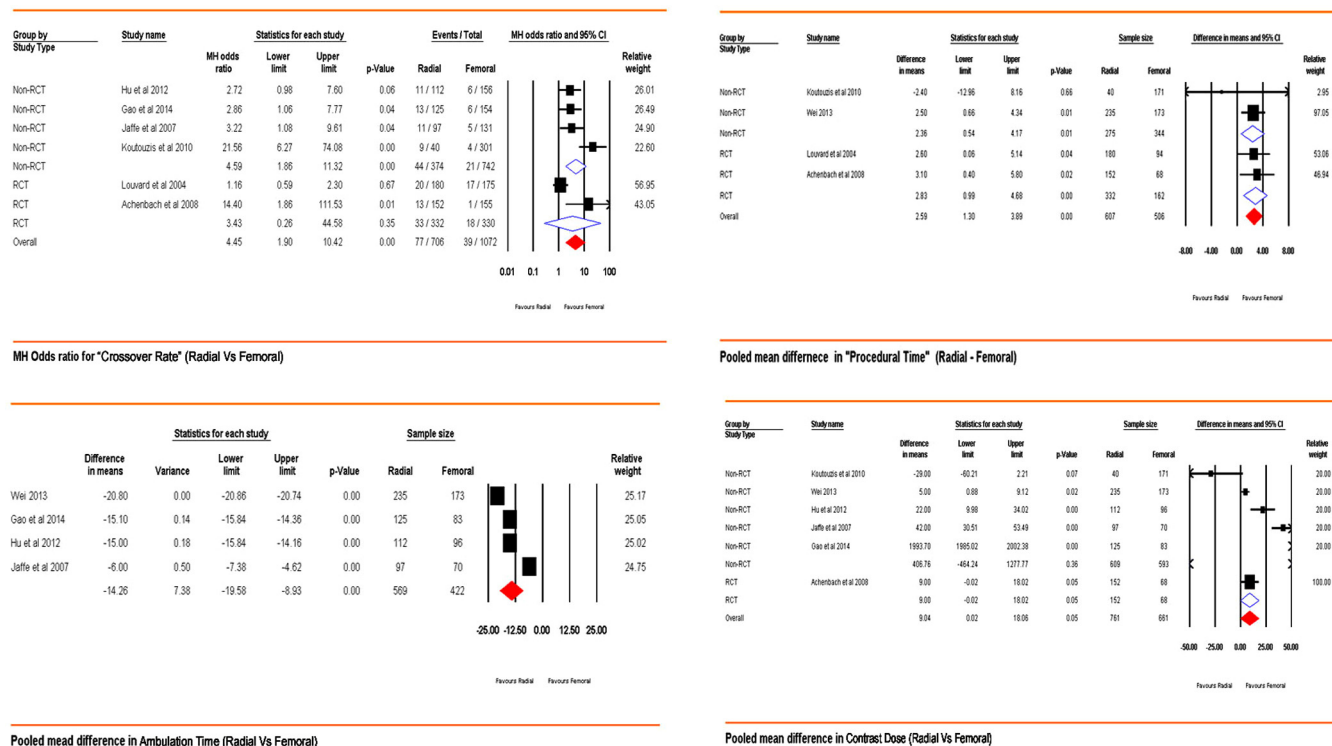 Group by Study name Statistics for each study Events / Total MH odds ratio and 95% CI
Study Type
MH odds Lower Upper Relative
ratio limit limit p-Value Radial Femoral weight
Non-RCT Hu et al 2012 2.72 0.98 7.60 0.06 11 / 112 6 / 156 26.01
Non-RCT Gao et al 2014 2.86 1.06 7.77 0.04 13 / 125 6 / 154 26.49
Non-RCT Jaffe et al 2007 3.22 1.08 9.61 0.04 11 / 97 5 / 131 24.90
Non-RCT Koutouzis et al 2010 21.56 6.27 74.08 0.00 9 / 40 4 / 301 22.60
Non-RCT 4.59 1.86 11.32 0.00 44 / 374 21 / 742
RCT Louvard et al 2004 1.16 0.59 2.30 0.67 20 / 180 17 / 175 56.95
RCT Achenbach et al 2008 14.40 1.86 111.53 0.01 13 / 152 1 / 155 43.05
RCT 3.43 0.26 44.58 0.35 33 / 332 18 / 330
Overall 4.45 1.90 10.42 0.00 77 / 706 39 / 1072
0.01 0.1 1 10 100
Favours Radial Favours Femoral
MH Odds ratio for "Crossover Rate" (Radial Vs Femoral)
Group by Study name Statistics for each study Sample size Difference in means and 95% CI
Study Type
Difference Lower Upper Relative
in means limit limit p-Value Radial Femoral weight
Non-RCT Koutouzis et al 2010 -2.40 -12.96 8.16 0.66 40 171 2.95
Non-RCT Wei 2013 2.50 0.66 4.34 0.01 235 173 97.05
Non-RCT 2.36 0.54 4.17 0.01 275 344
RCT Louvard et al 2004 2.60 0.06 5.14 0.04 180 94 53.06
RCT Achenbach et al 2008 3.10 0.40 5.80 0.02 152 68 46.94
RCT 2.83 0.99 4.68 0.00 332 162
Overall 2.59 1.30 3.89 0.00 607 506
-8.00 -4.00 0.00 4.00 8.00
Favours Radial Favours Femoral
Pooled mean differnece in "Procedural Time" (Radial - Femoral)
Statistics for each study Sample size
Difference Lower Upper Relative
in means Variance limit limit p-Value Radial Femoral weight
Wei 2013 -20.80 0.00 -20.86 -20.74 0.00 235 173 25.17
Gao et al 2014 -15.10 0.14 -15.84 -14.36 0.00 125 83 25.05
Hu et al 2012 -15.00 0.18 -15.84 -14.16 0.00 112 96 25.02
Jaffe et al 2007 -6.00 0.50 -7.38 -4.62 0.00 97 70 24.75
-14.26 7.38 -19.58 -8.93 0.00 569 422
-25.00 -12.50 0.00 12.50 25.00
Favours Radial Favours Femoral
Pooled mead difference in Ambulation Time (Radial Vs Femoral)
Group by Study name Statistics for each study Sample size Difference in means and 95% CI
Study Type
Difference Lower Upper Relative
in means limit limit p-Value Radial Femoral weight
Non-RCT Koutouzis et al 2010 -29.00 -60.21 2.21 0.07 40 171 20.00
Non-RCT Wei 2013 5.00 0.88 9.12 0.02 235 173 20.00
Non-RCT Hu et al 2012 22.00 9.98 34.02 0.00 112 96 20.00
Non-RCT Jaffe et al 2007 42.00 30.51 53.49 0.00 97 70 20.00
Non-RCT Gao et al 2014 1993.70 1985.02 2002.38 0.00 125 83 20.00
Non-RCT 406.76 -464.24 1277.77 0.36 609 593
RCT Achenbach et al 2008 9.00 -0.02 18.02 0.05 152 68 100.00
RCT 9.00 -0.02 18.02 0.05 152 68
Overall 9.04 0.02 18.06 0.05 761 661
-50.00 -25.00 0.00 25.00 50.00
Favours Radial Favours Femoral
Pooled mean difference in Contrast Dose (Radial Vs Femoral)